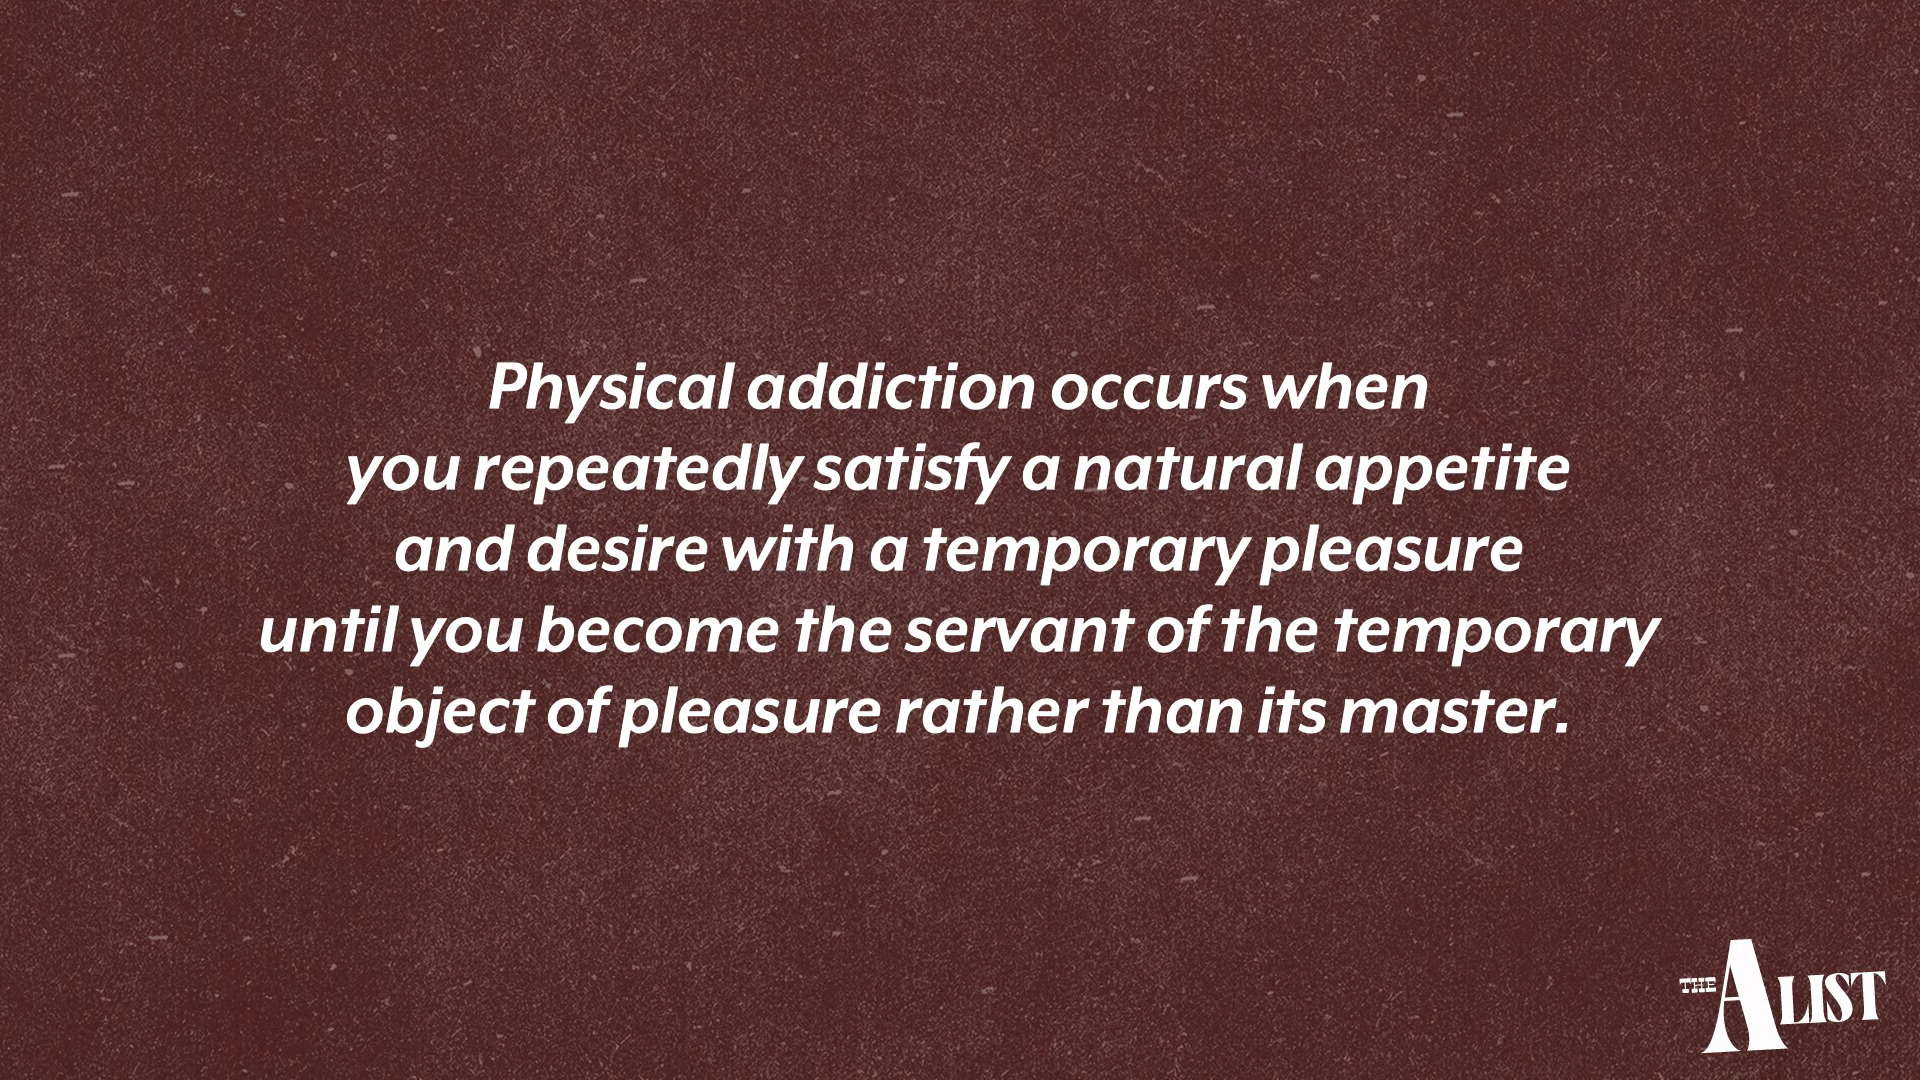 Physical addiction occurs when
you repeatedly satisfy a natural appetite
and desire with a temporary pleasure
until you become the servant of the temporary
object of pleasure rather than its master.
THE A LIST